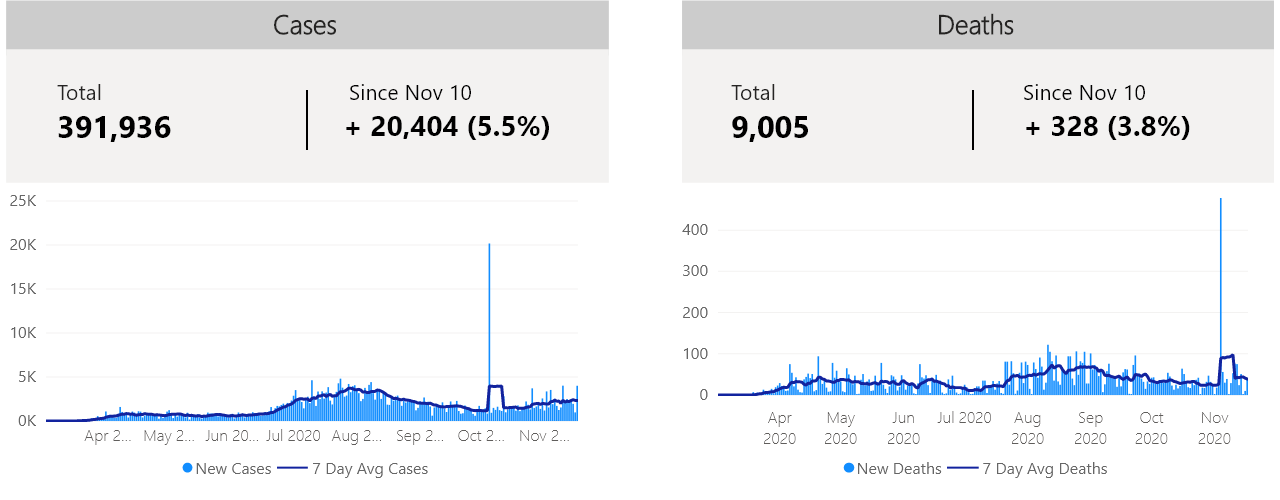 Cases
Total
391,936
Since Nov 10
+ 20,404 (5.5%)
25K
20K
15K
10K
5K
0K
Apr 2... May 2... Jun 20... Jul 2020 Aug 2... Sep 2... Oct 2... Nov 2...
New Cases 7 Day Avg Cases
Deaths
Total
9,005
Since Nov 10
+ 328 (3.8%)
400
300
200
100
0
Apr May Jun Jul 2020 Aug Sep Oct Nov
2020 2020 2020 2020 2020 2020 2020
New Deaths 7 Day Avg Deaths